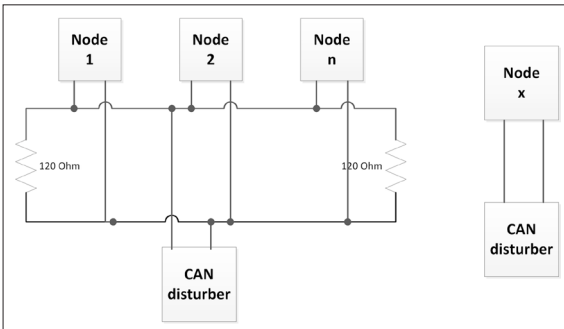 Node
1
Node
2
Node
n
Node
x
120 Ohm
120 Ohm
CAN
disturber
CAN
disturber